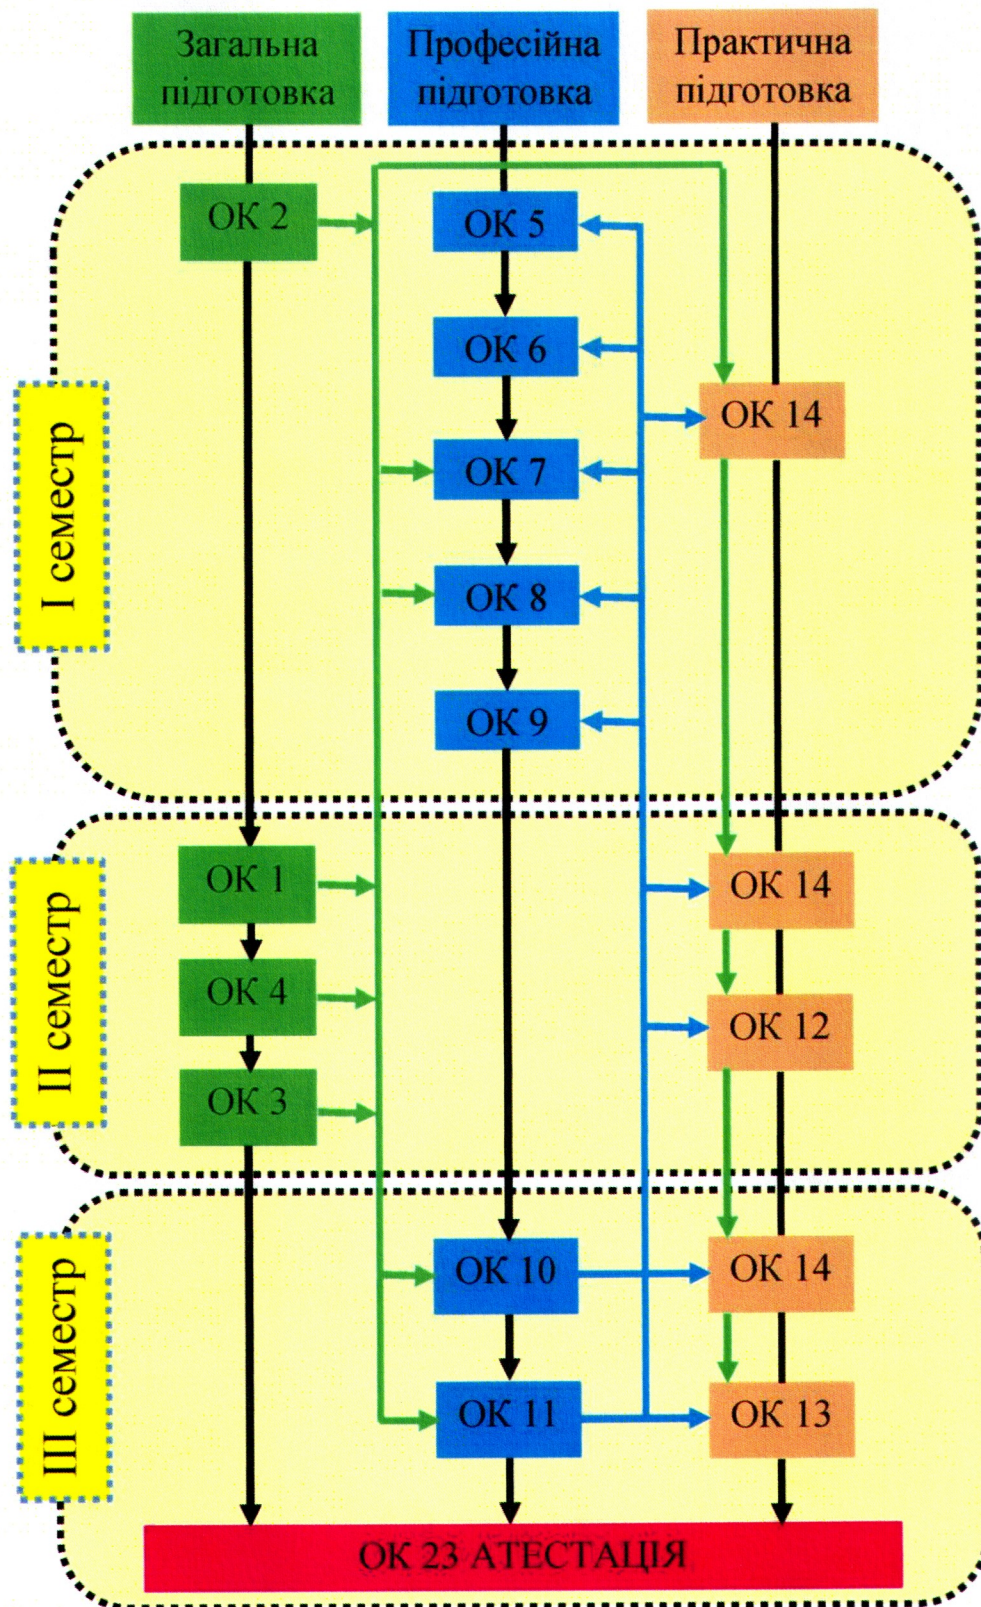 Загальна
підготовка
Професійна
підготовка
Практична
підготовка
І семестр
ОК 2
ОК 5
ОК 6
ОК 14
ОК 7
ОК 8
ОК 9
ІІ семестр
ОК 1
ОК 14
ОК 4
ОК 12
ОК 3
ІІІ семестр
ОК 10
ОК 14
ОК 11
ОК 13
ОК 23 АТЕСТАЦІЯ